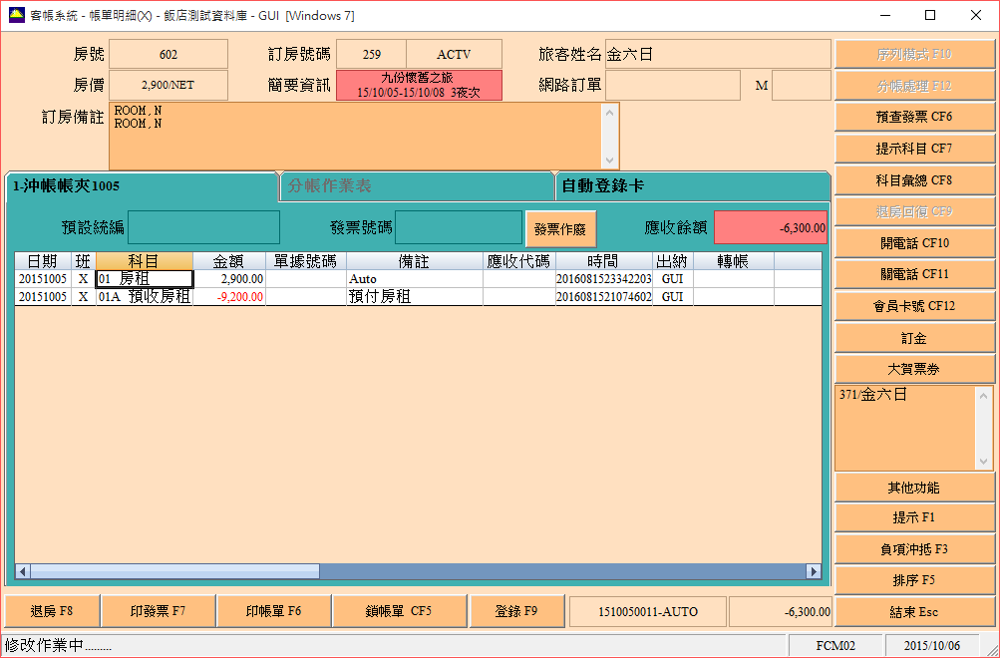 客帳系統 - 帳單明細(X) - 飯店測試資料庫 - GUI [Windows 7]
房號 602 訂房號碼 259 ACTV 旅客姓名 金六日
房價 2,900/NET 簡要資訊 九份懷舊之旅
15/10/05-15/10/08 3夜次
網路訂單 M
訂房備註 ROOM,N
ROOM,N
1-沖帳帳夾1005 分帳作業表 自動登錄卡
預設統編 發票號碼 發票作廢 應收餘額 -6,300.00
日期 班 科目 金額 單據號碼 備註 應收代碼 時間 出納 轉帳
20151005 X 01 房租 2,900.00 Auto 2016081523342203 GUI
20151005 X 01A 預收房租 -9,200.00 預付房租 2016081521074602 GUI
序列模式 F10
分帳處理 F12
預查發票 CF6
提示科目 CF7
科目彙總 CF8
退房回復 CF9
開電話 CF10
關電話 CF11
會員卡號 CF12
訂金
大賀票券
371/金六日
其他功能
提示 F1
負項沖抵 F3
排序 F5
結束 Esc
退房 F8 印發票 F7 印帳單 F6 鎖帳單 CF5 登錄 F9 1510050011-AUTO -6,300.00
修改作業中......... FCM02 2015/10/06